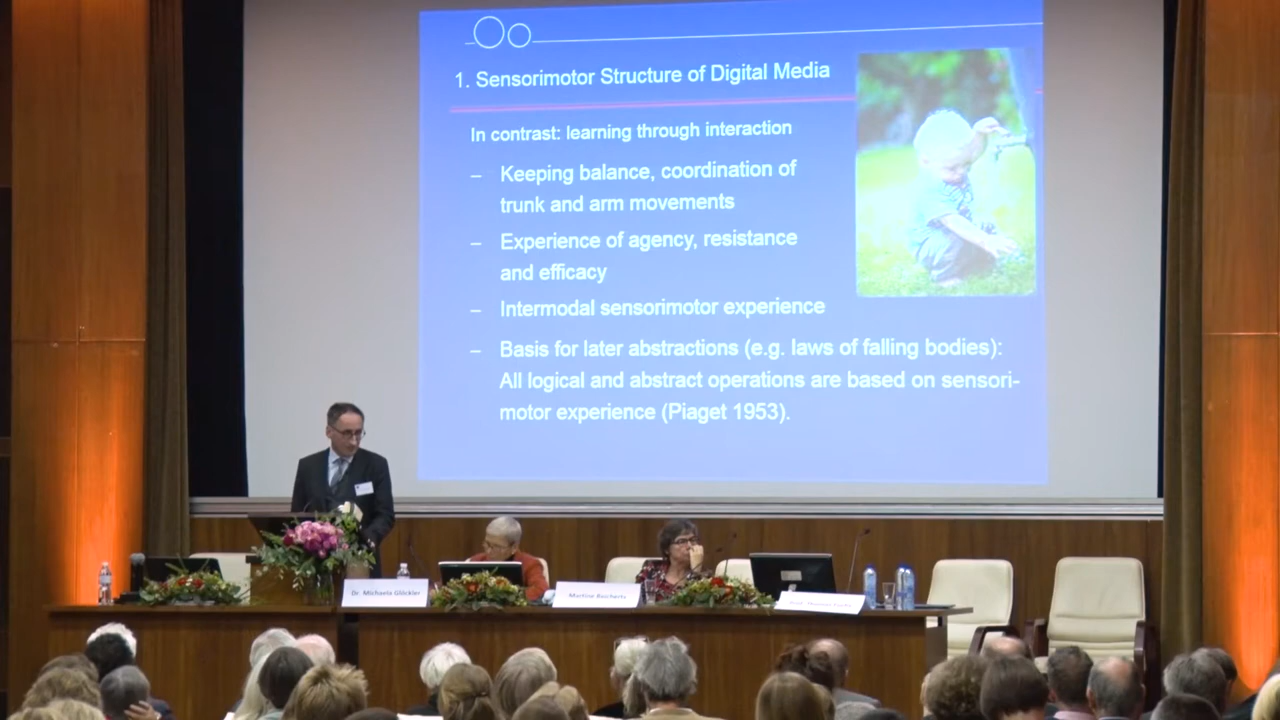 1. Sensorimotor Structure of Digital Media
In contrast: learning through interaction
– Keeping balance, coordination of
trunk and arm movements
– Experience of agency, resistance
and efficacy
– Intermodal sensorimotor experience
– Basis for later abstractions (e.g. laws of falling bodies):
All logical and abstract operations are based on sensori-
motor experience (Piaget 1953).
Dr. Michaela Glöckler
Martine Reicherts